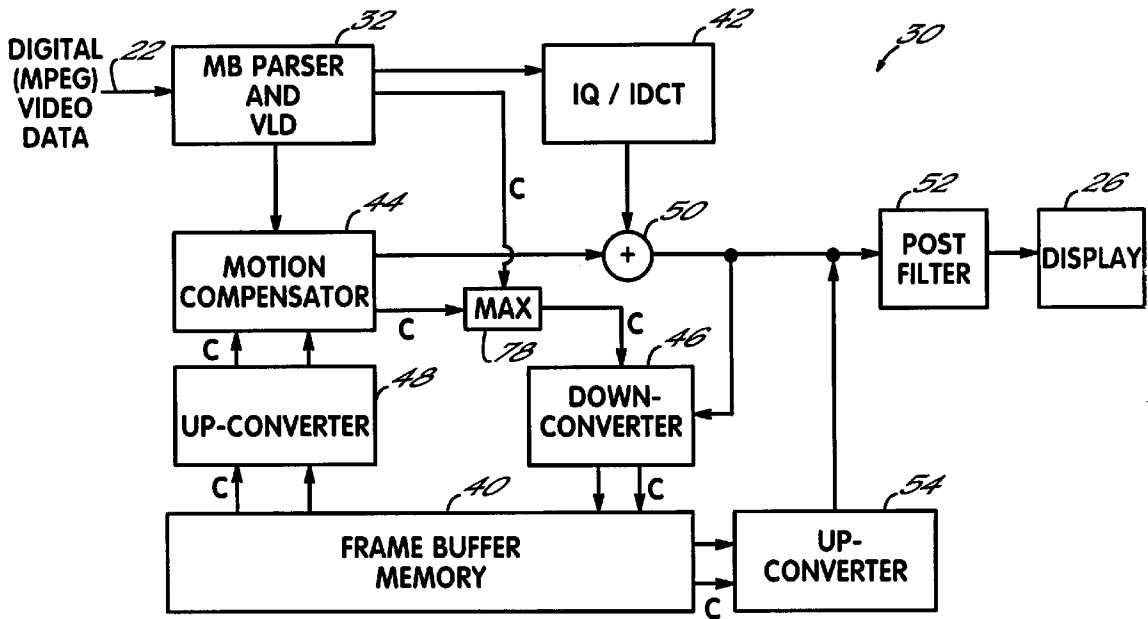 DIGITAL
(MPEG)
VIDEO
DATA
22
32
MB PARSER
AND
VLD
42
IQ / IDCT
30
C
44
MOTION
COMPENSATOR
50
+
52
POST
FILTER
26
DISPLAY
C
MAX
78
C
C
48
UP-CONVERTER
46
DOWN-
CONVERTER
C
C
40
FRAME BUFFER
MEMORY
54
UP-
CONVERTER
C